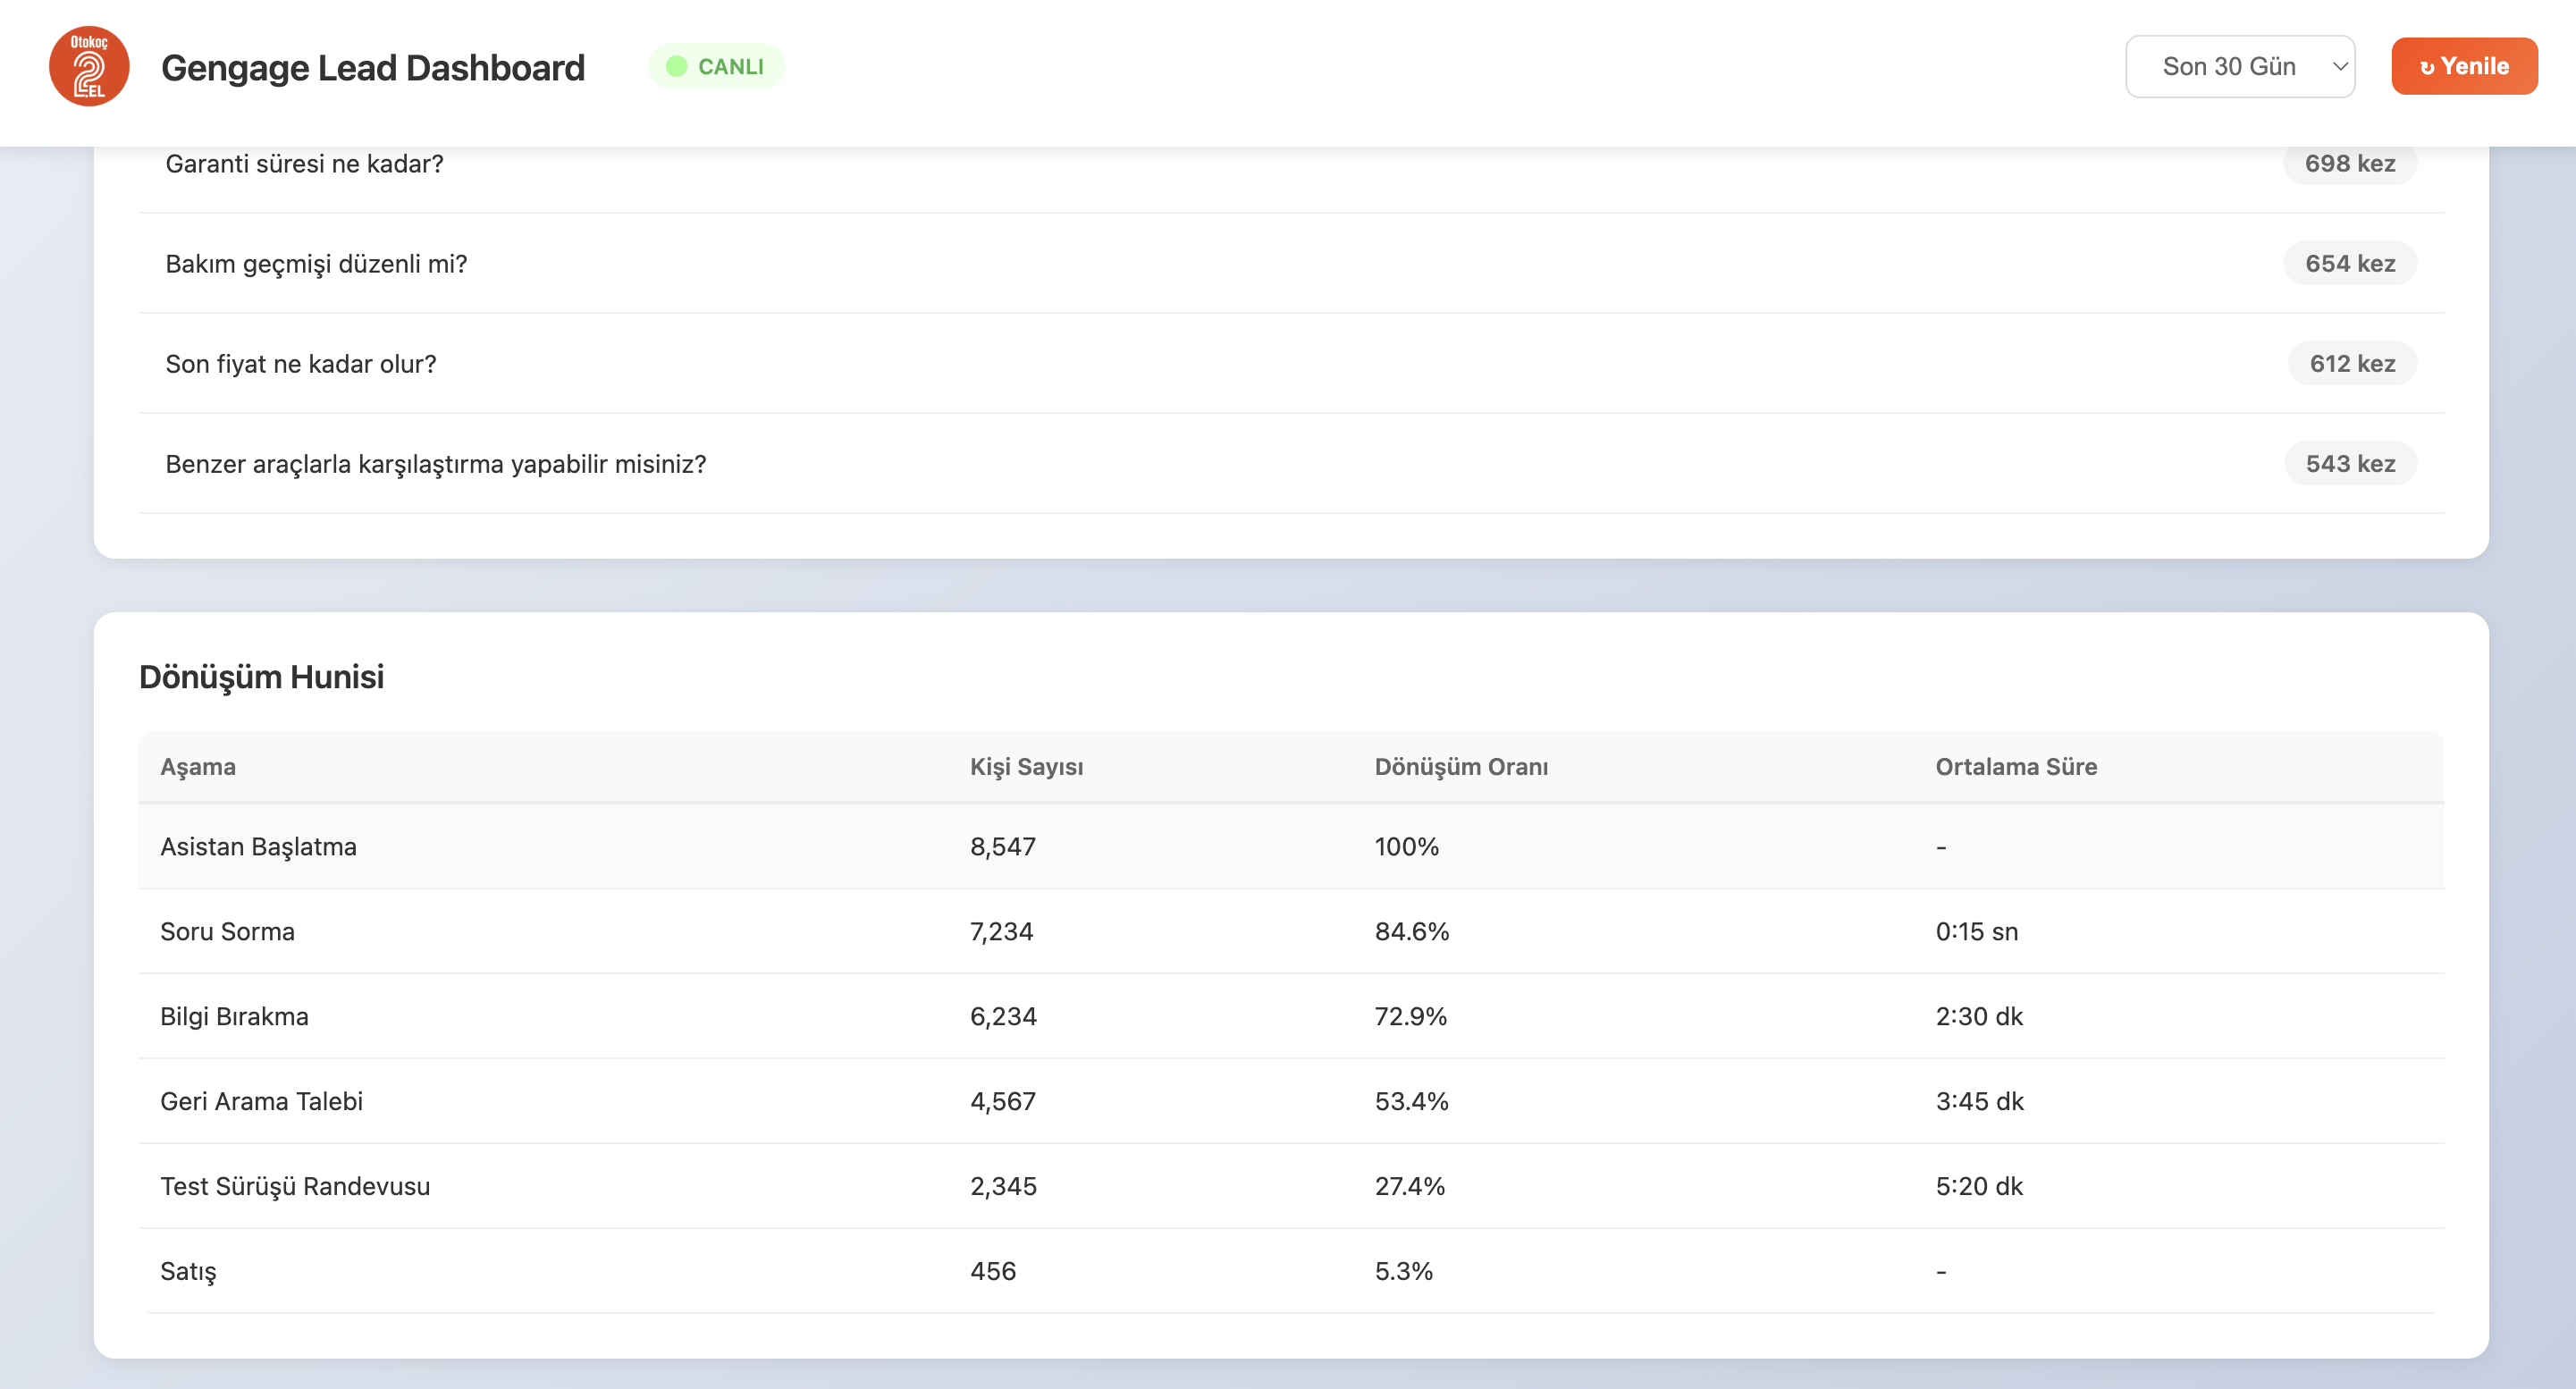 Otokoç
2.EL
Gengage Lead Dashboard
CANLI
Son 30 Gün
↻ Yenile
Garanti süresi ne kadar? 698 kez
Bakım geçmişi düzenli mi? 654 kez
Son fiyat ne kadar olur? 612 kez
Benzer araçlarla karşılaştırma yapabilir misiniz? 543 kez
Dönüşüm Hunisi
Aşama Kişi Sayısı Dönüşüm Oranı Ortalama Süre
Asistan Başlatma 8,547 100% -
Soru Sorma 7,234 84.6% 0:15 sn
Bilgi Bırakma 6,234 72.9% 2:30 dk
Geri Arama Talebi 4,567 53.4% 3:45 dk
Test Sürüşü Randevusu 2,345 27.4% 5:20 dk
Satış 456 5.3% -